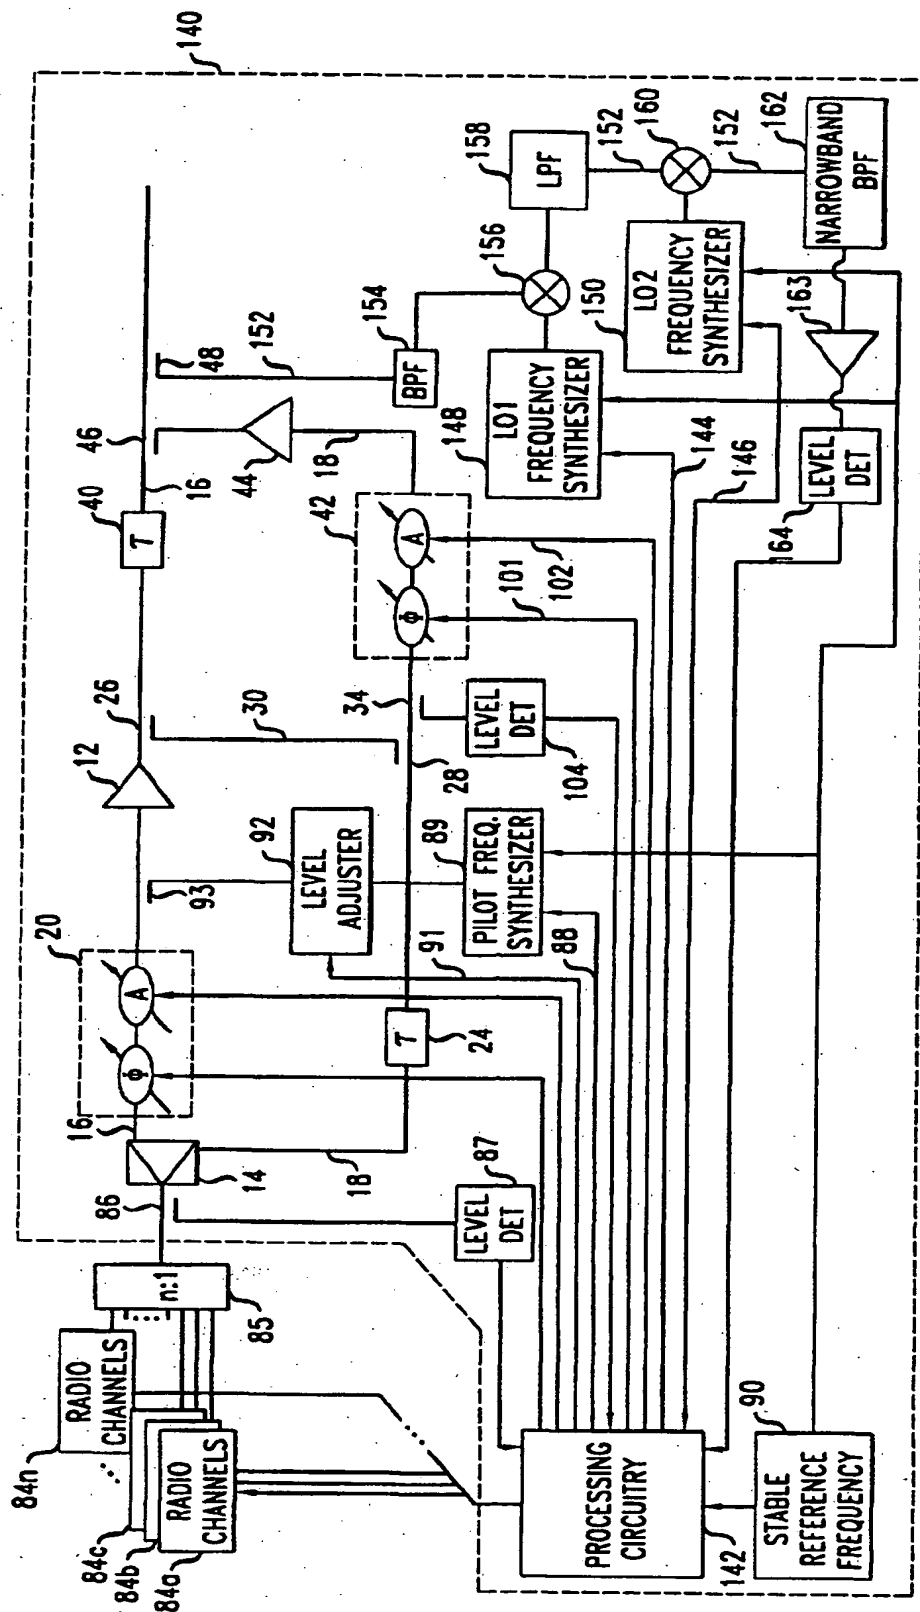 140
84n
RADIO
CHANNELS
84c
84b
84a
RADIO
CHANNELS
n:1
85
86
14
16
18
20
ϕ
A
12
26
40
τ
16
46
93
92
LEVEL
ADJUSTER
30
44
18
48
152
154
BPF
156
158
LPF
152
160
152
162
NARROWBAND
BPF
87
LEVEL
DET
24
τ
91
88
89
PILOT FREQ.
SYNTHESIZER
28
34
LEVEL
DET
104
42
ϕ
A
101
102
148
LO1
FREQUENCY
SYNTHESIZER
150
LO2
FREQUENCY
SYNTHESIZER
144
146
163
164
LEVEL
DET
PROCESSING
CIRCUITRY
142
90
STABLE
REFERENCE
FREQUENCY